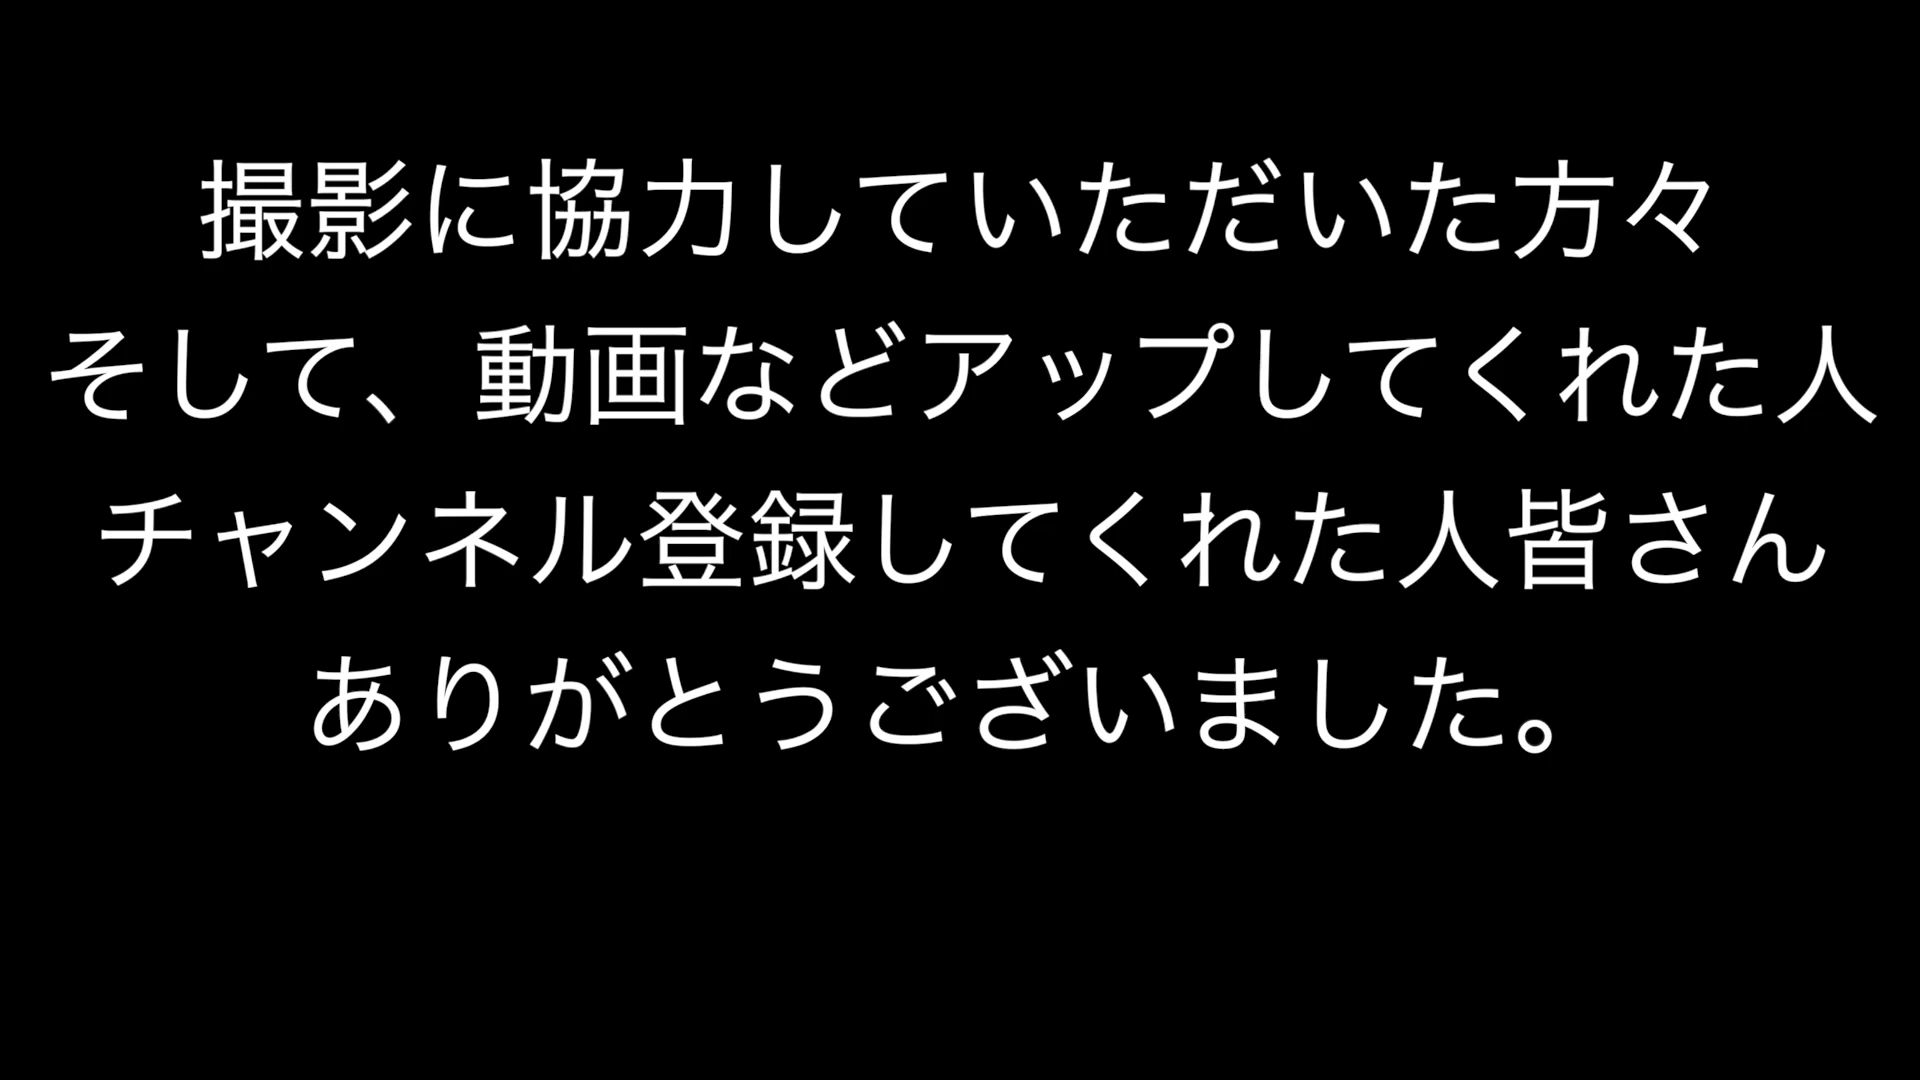 撮影に協力していただいた方々
そして、動画などアップしてくれた人
チャンネル登録してくれた人皆さん
ありがとうございました。